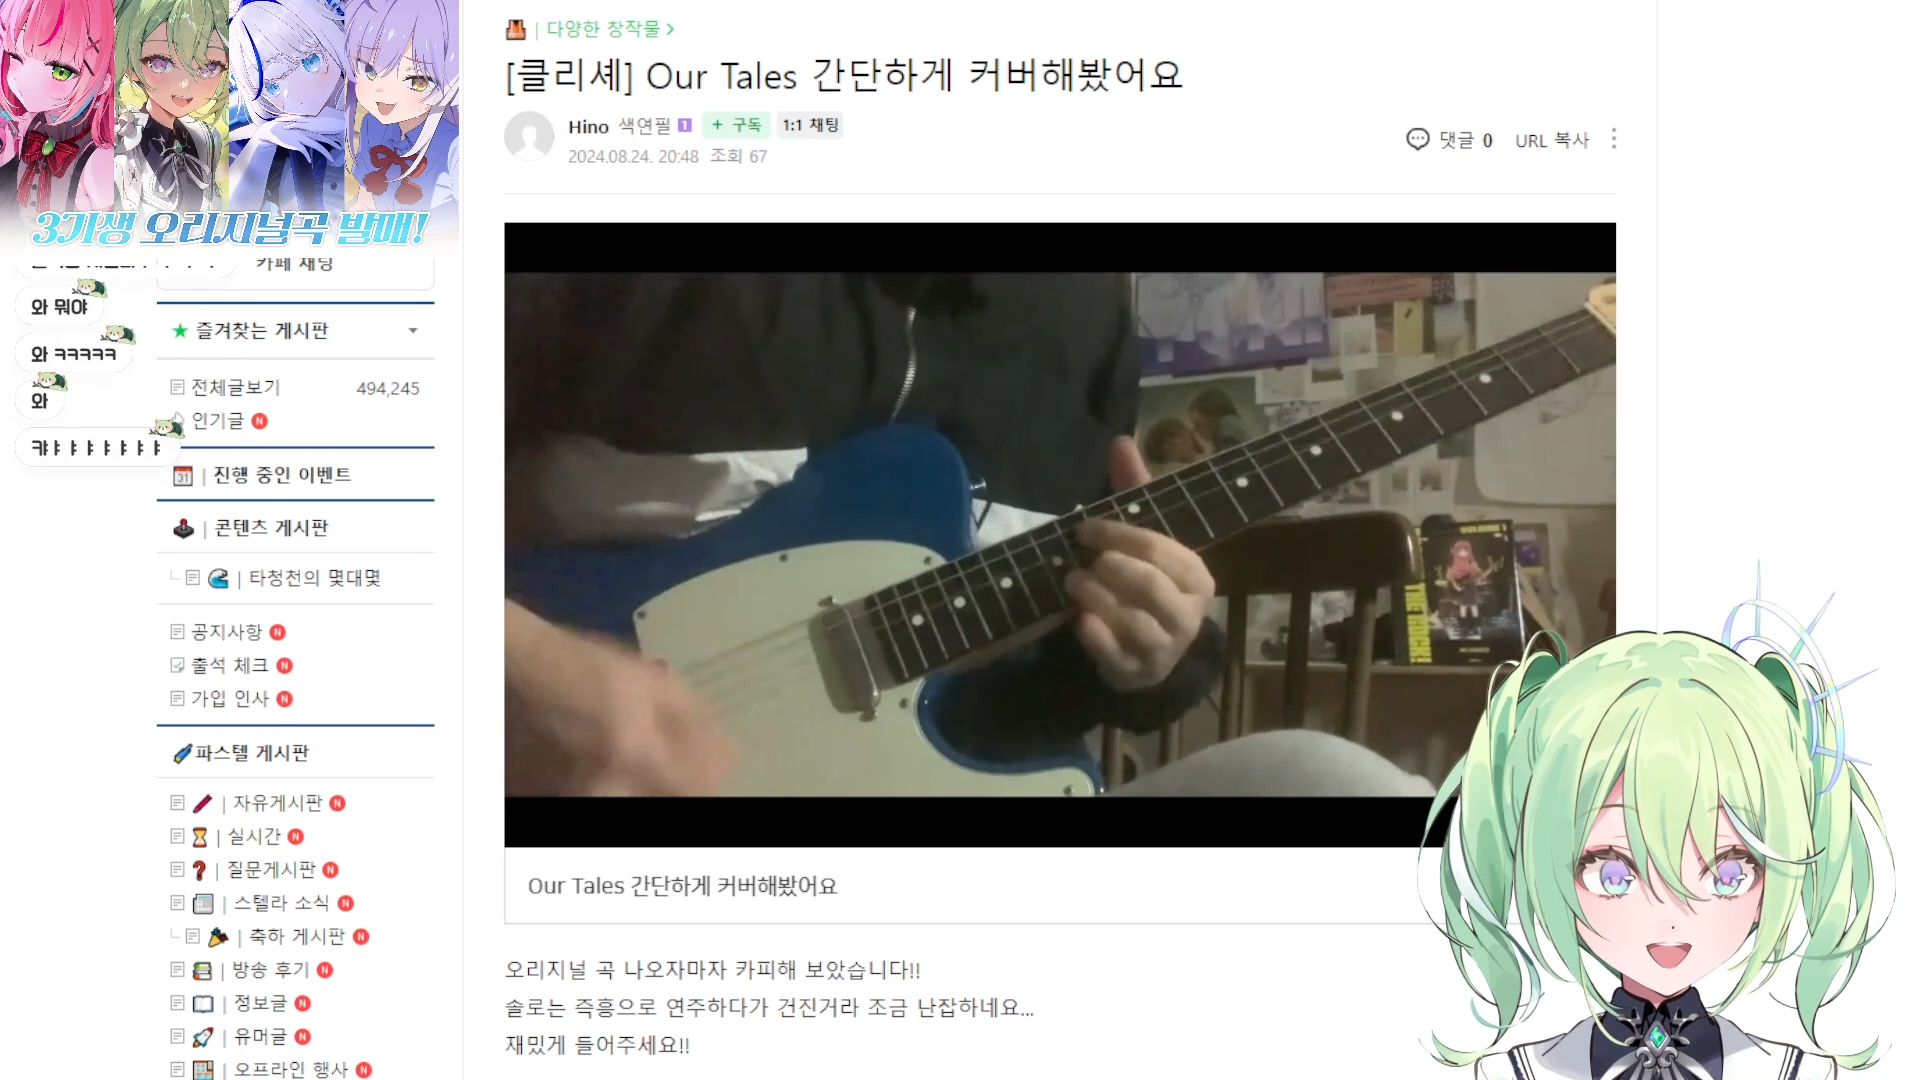 3기생 오리지널곡 발매!
카페 채팅
와 뭐야
와 ㅋㅋㅋㅋㅋ
와
캬ㅑㅑㅑㅑㅑㅑㅑ
즐겨찾는 게시판
전체글보기 494,245
인기글 N
31 | 진행 중인 이벤트
| 콘텐츠 게시판
| 타청천의 몇대몇
공지사항 N
출석 체크 N
가입 인사 N
파스텔 게시판
| 자유게시판 N
| 실시간 N
| 질문게시판 N
| 스텔라 소식 N
| 축하 게시판 N
| 방송 후기 N
| 정보글 N
| 유머글 N
| 오프라인 행사 N
| 다양한 창작물 >
[클리셰] Our Tales 간단하게 커버해봤어요
Hino 색연필 1 + 구독 1:1 채팅
2024.08.24. 20:48 조회 67
댓글 0 URL 복사
THE ROCK!
Our Tales 간단하게 커버해봤어요
오리지널 곡 나오자마자 카피해 보았습니다!!
솔로는 즉흥으로 연주하다가 건진거라 조금 난잡하네요...
재밌게 들어주세요!!